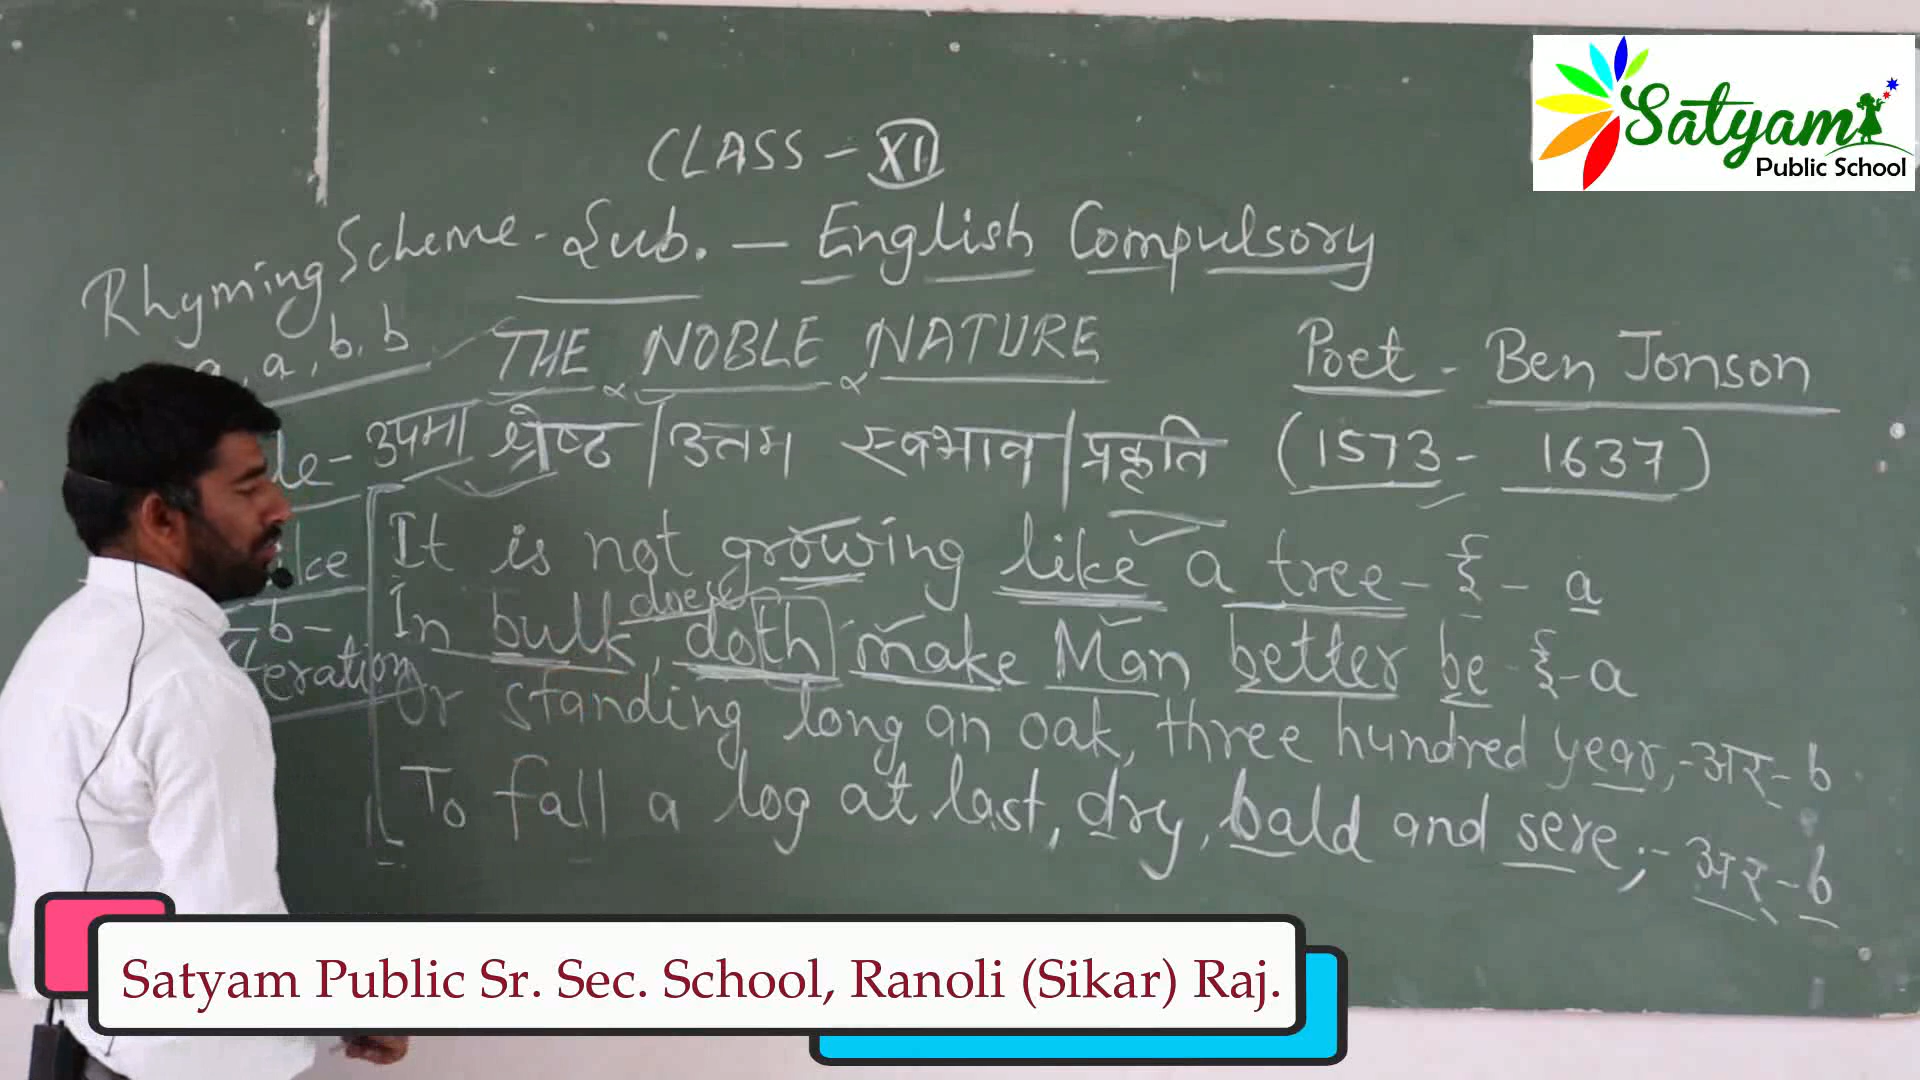 Satyam
Public School
CLASS - XII
Rhyming Scheme - Sub. - English Compulsory
a, a, b, b
THE NOBLE NATURE
Poet - Ben Jonson
उपमा श्रेष्ठ / उत्तम स्वभाव / प्रकृति (1573 - 1637)
It is not growing like a tree - ई - a
does
In bulk, doth make Man better be - ई - a
- b -
Or standing long an oak, three hundred year, - अर - b
To fall a log at last, dry, bald and sere; - अर - b
Satyam Public Sr. Sec. School, Ranoli (Sikar) Raj.